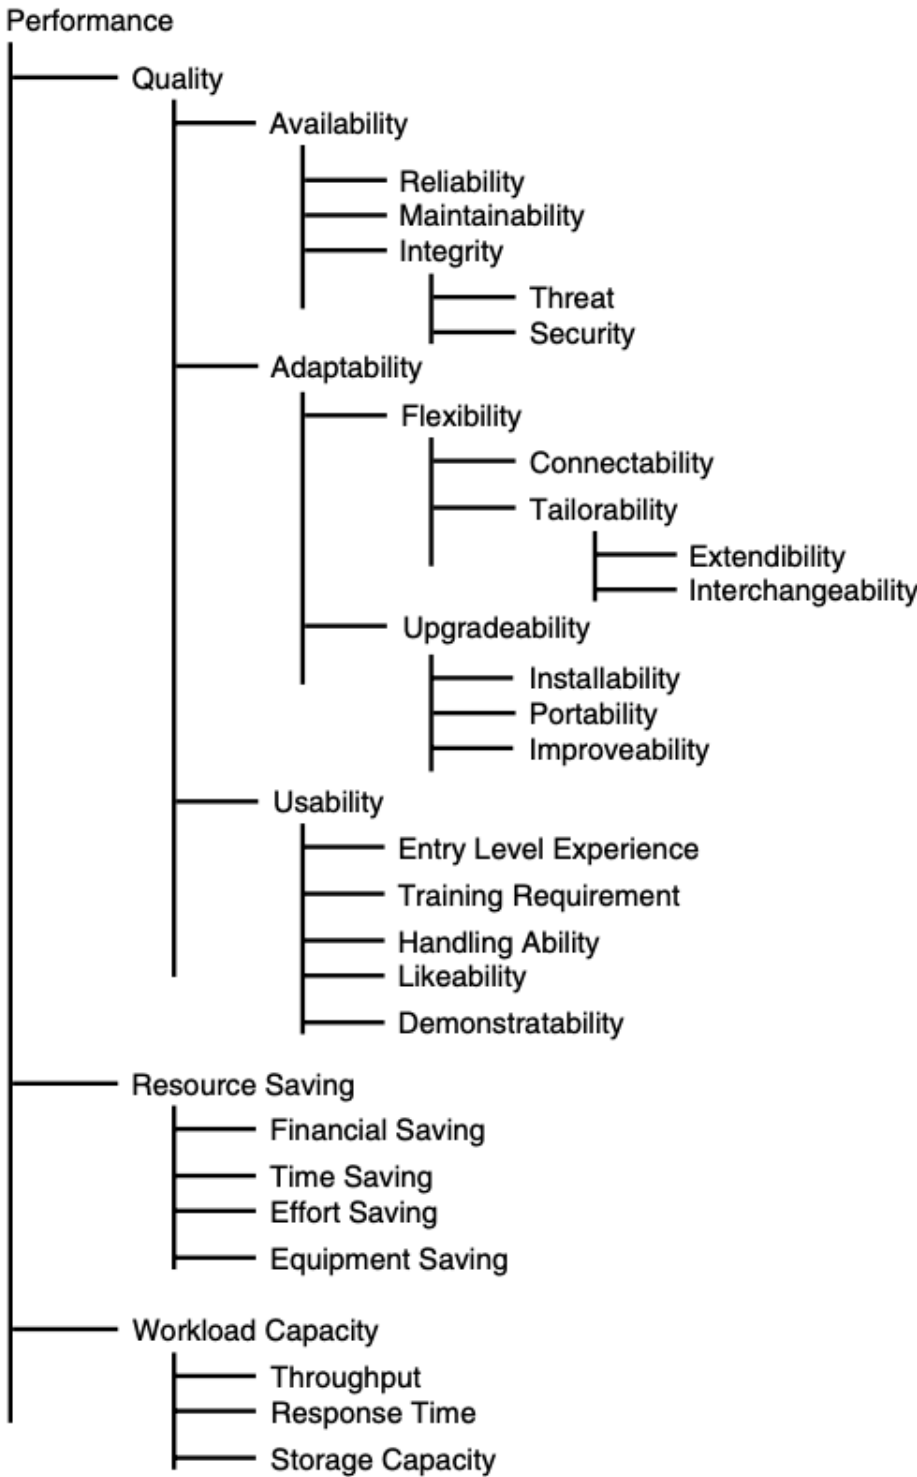 Performance
Quality
Availability
Reliability
Maintainability
Integrity
Threat
Security
Adaptability
Flexibility
Connectability
Tailorability
Extendibility
Interchangeability
Upgradeability
Installability
Portability
Improveability
Usability
Entry Level Experience
Training Requirement
Handling Ability
Likeability
Demonstratability
Resource Saving
Financial Saving
Time Saving
Effort Saving
Equipment Saving
Workload Capacity
Throughput
Response Time
Storage Capacity